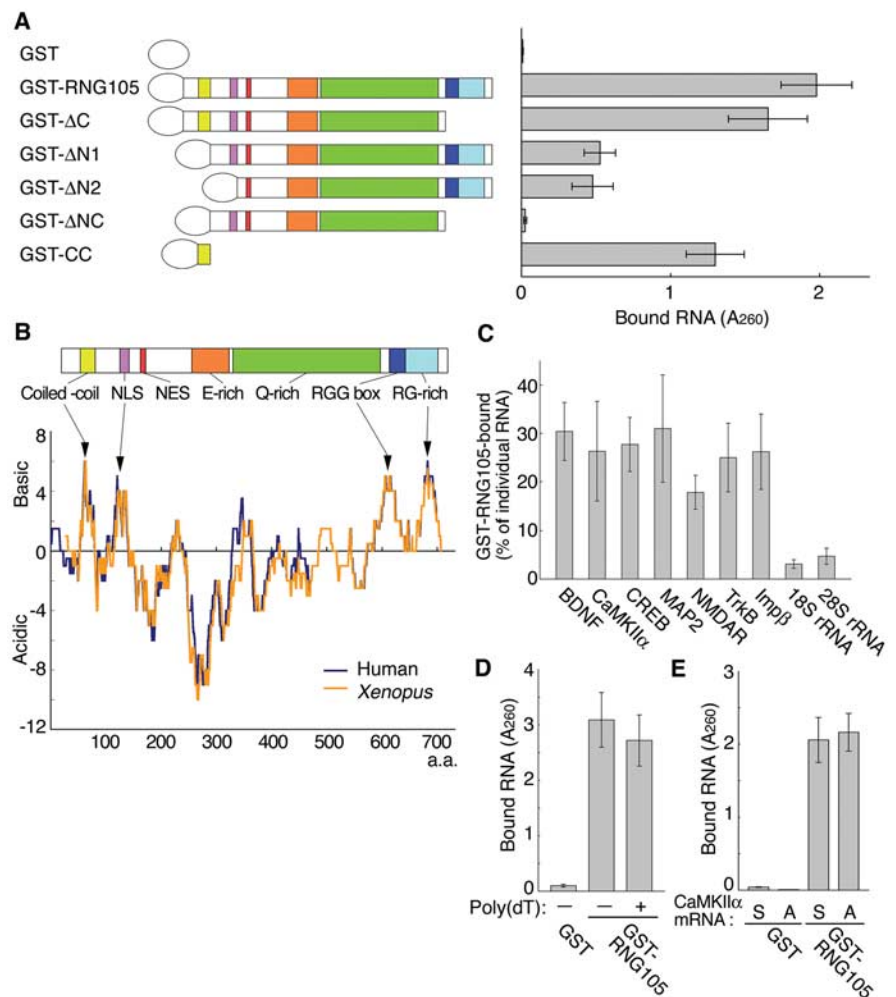 A
GST
GST-RNG105
GST-ΔC
GST-ΔN1
GST-ΔN2
GST-ΔNC
GST-CC
0 1 2
Bound RNA (A260)
B
Coiled -coil NLS NES E-rich Q-rich RGG box RG-rich
Basic
Acidic
8
4
0
-4
-8
-12
Human
Xenopus
100 200 300 400 500 600 700
a.a.
C
GST-RNG105-bound
(% of individual RNA)
50
40
30
20
10
0
BDNF CaMKIIα CREB MAP2 NMDAR TrkB Impβ 18S rRNA 28S rRNA
D
Bound RNA (A260)
4
3
2
1
0
Poly(dT): – – +
GST GST-RNG105
E
Bound RNA (A260)
3
2
1
0
CaMKIIα
mRNA : S A S A
GST GST-RNG105